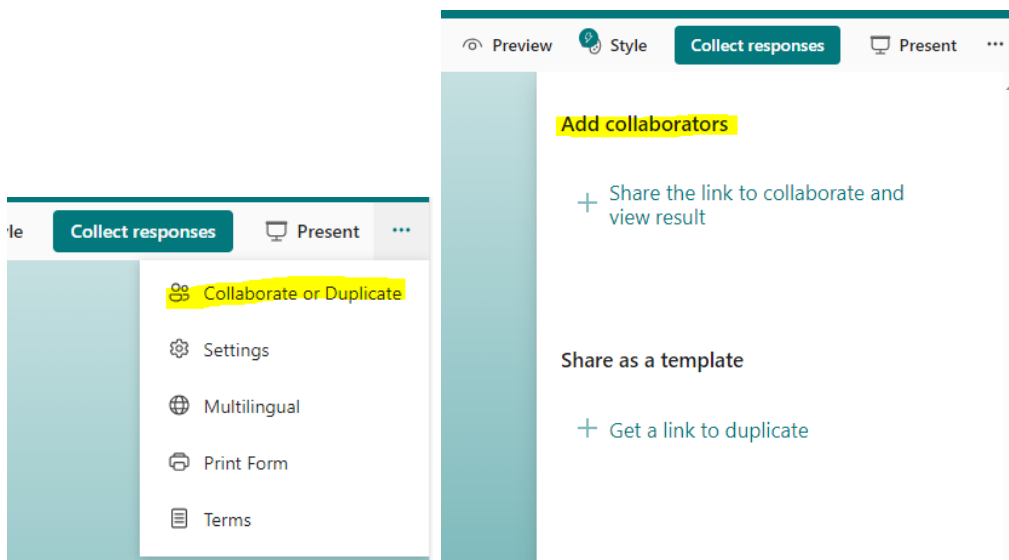 le
Collect responses
Present
...
Collaborate or Duplicate
Settings
Multilingual
Print Form
Terms
Preview
Style
Collect responses
Present
...
Add collaborators
+ Share the link to collaborate and
view result
Share as a template
+ Get a link to duplicate